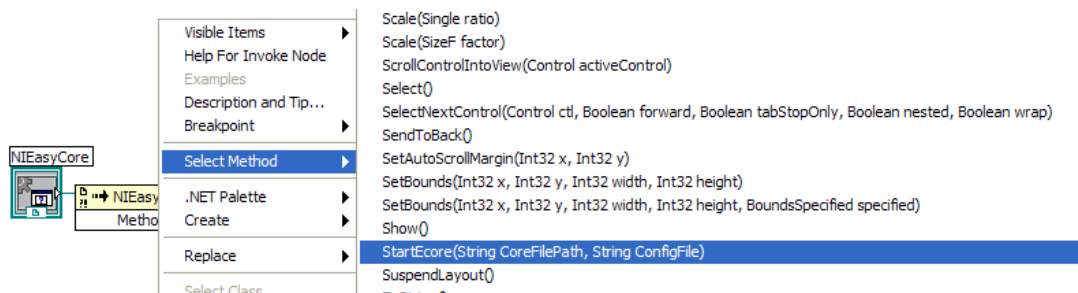 Visible Items
Help For Invoke Node
Examples
Description and Tip...
Breakpoint
Select Method
.NET Palette
Create
Replace
Select Class
NIEasyCore
NIEasy
Metho
Scale(Single ratio)
Scale(SizeF factor)
ScrollControlIntoView(Control activeControl)
Select()
SelectNextControl(Control ctl, Boolean forward, Boolean tabStopOnly, Boolean nested, Boolean wrap)
SendToBack()
SetAutoScrollMargin(Int32 x, Int32 y)
SetBounds(Int32 x, Int32 y, Int32 width, Int32 height)
SetBounds(Int32 x, Int32 y, Int32 width, Int32 height, BoundsSpecified specified)
Show()
StartEcore(String CoreFilePath, String ConfigFile)
SuspendLayout()